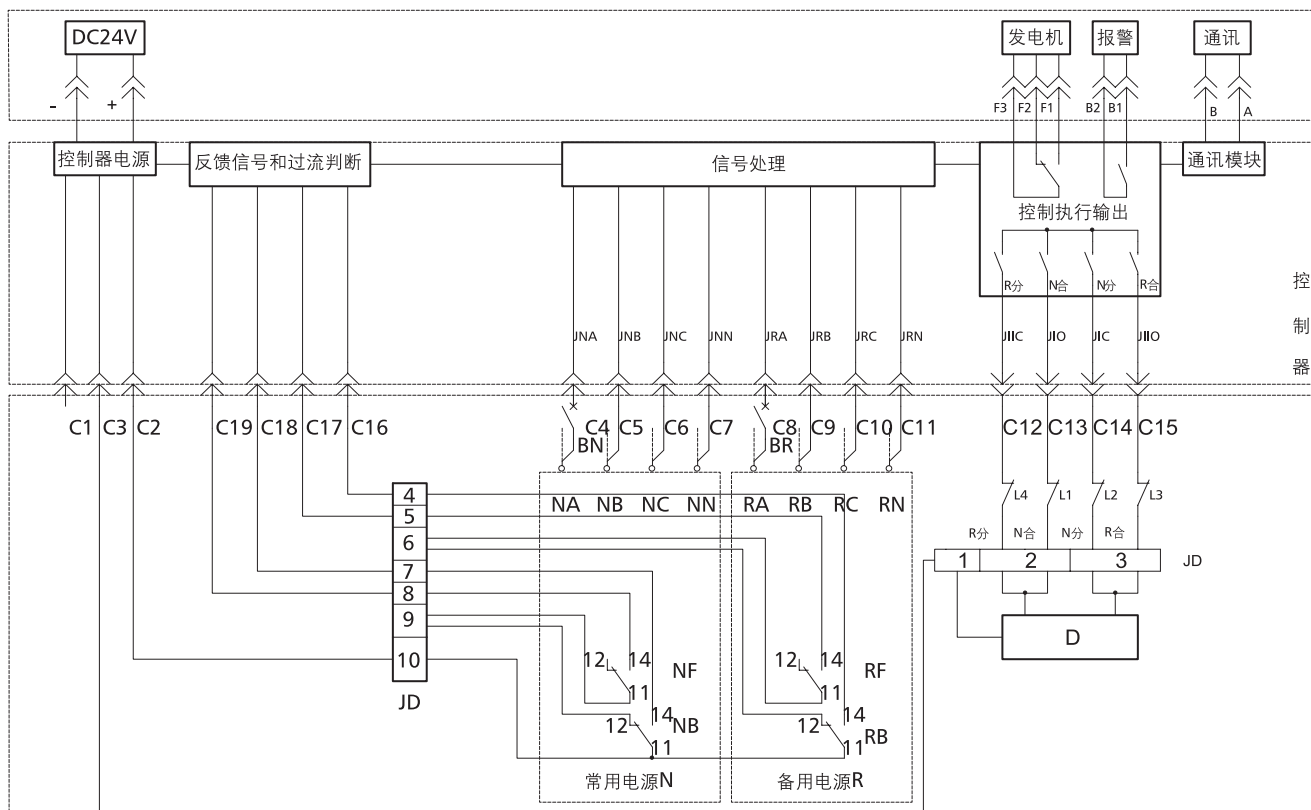 DC24V
发电机
报警
通讯
-
+
F3
F2
F1
B2
B1
B
A
控制器电源
反馈信号和过流判断
信号处理
通讯模块
控制执行输出
R分
N合
N分
R合
控
制
器
JNA
JNB
JNC
JNN
JRA
JRB
JRC
JRN
JIIC
JIO
JIC
JIIO
C1
C3
C2
C19
C18
C17
C16
C4
C5
C6
C7
C8
C9
C10
C11
C12
C13
C14
C15
BN
BR
4
5
6
7
8
9
10
JD
NA
NB
NC
NN
RA
RB
RC
RN
L4
L1
L2
L3
R分
N合
N分
R合
1
2
3
JD
D
12
14
NF
11
12
14
NB
11
12
14
RF
11
12
14
RB
11
常用电源N
备用电源R